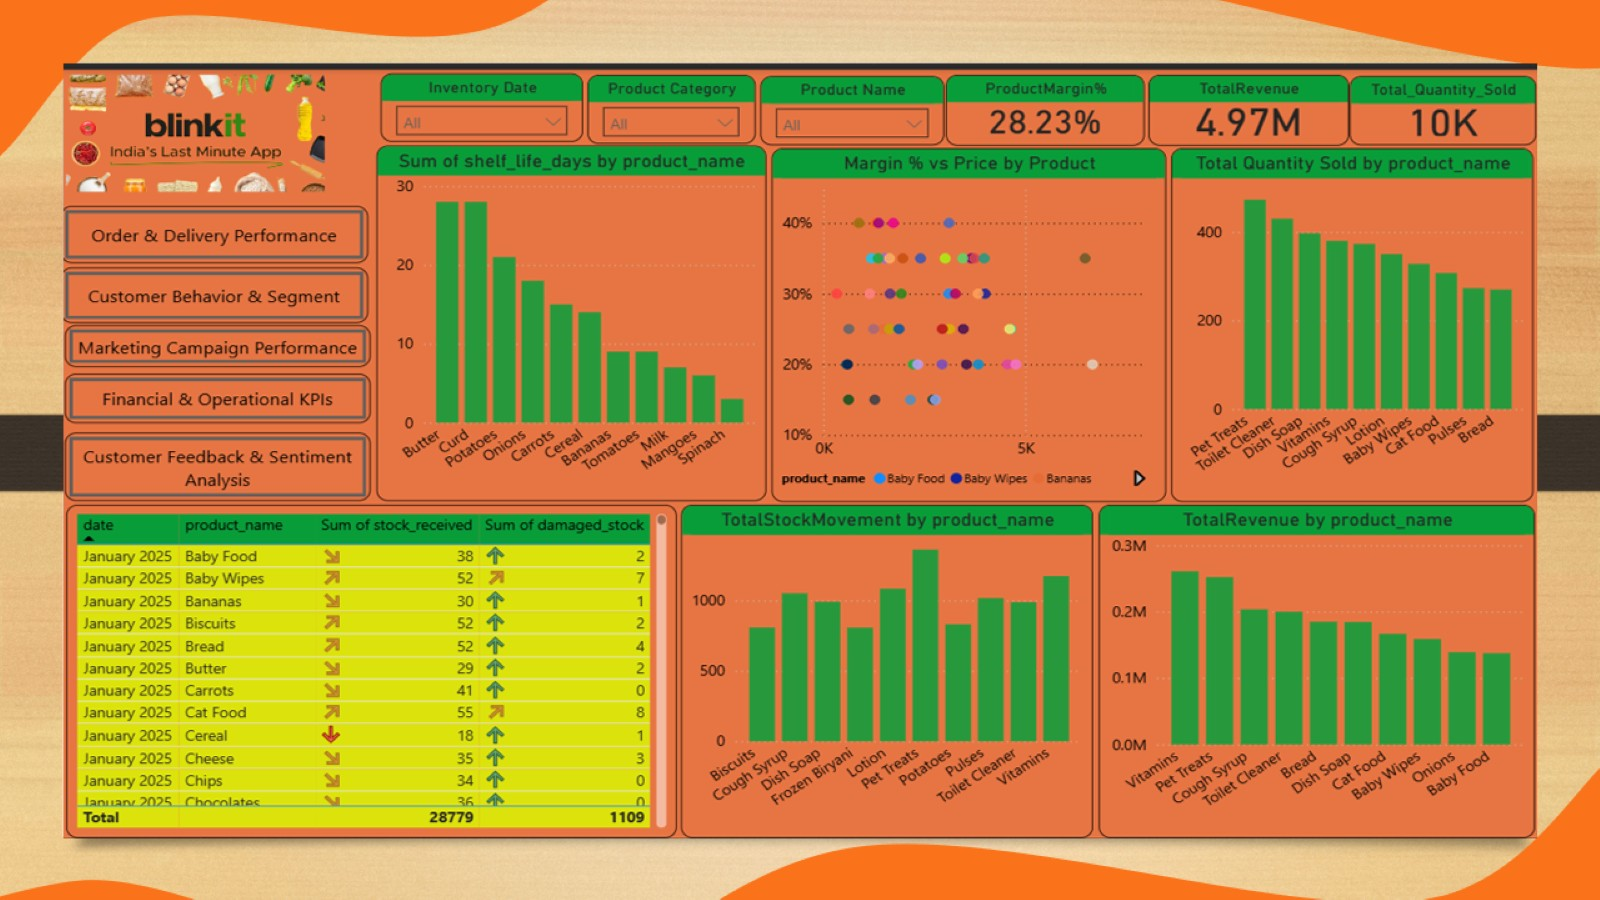 blinkit
India's Last Minute App
Inventory Date
All
Product Category
All
Product Name
All
ProductMargin%
28.23%
TotalRevenue
4.97M
Total_Quantity_Sold
10K
Order & Delivery Performance
Customer Behavior & Segment
Marketing Campaign Performance
Financial & Operational KPIs
Customer Feedback & Sentiment
Analysis
Sum of shelf_life_days by product_name
30
20
10
0
Butter
Curd
Potatoes
Onions
Carrots
Cereal
Bananas
Tomatoes
Milk
Mangoes
Spinach
Margin % vs Price by Product
40%
35%
30%
25%
20%
15%
10%
0K
5K
product_name
Baby Food
Baby Wipes
Bananas
Total Quantity Sold by product_name
400
200
0
Pet Treats
Toilet Cleaner
Dish Soap
Vitamins
Cough Syrup
Lotion
Baby Wipes
Cat Food
Pulses
Bread
date product_name Sum of stock_received Sum of damaged_stock
January 2025 Baby Food 38 2
January 2025 Baby Wipes 52 7
January 2025 Bananas 30 1
January 2025 Biscuits 52 2
January 2025 Bread 52 4
January 2025 Butter 29 2
January 2025 Carrots 41 0
January 2025 Cat Food 55 8
January 2025 Cereal 18 1
January 2025 Cheese 35 3
January 2025 Chips 34 0
January 2025 Chocolates 36 0
Total 28779 1109
TotalStockMovement by product_name
1000
500
0
Biscuits
Cough Syrup
Dish Soap
Frozen Biryani
Lotion
Pet Treats
Potatoes
Pulses
Toilet Cleaner
Vitamins
TotalRevenue by product_name
0.3M
0.2M
0.1M
0.0M
Vitamins
Pet Treats
Cough Syrup
Toilet Cleaner
Bread
Dish Soap
Cat Food
Baby Wipes
Onions
Baby Food